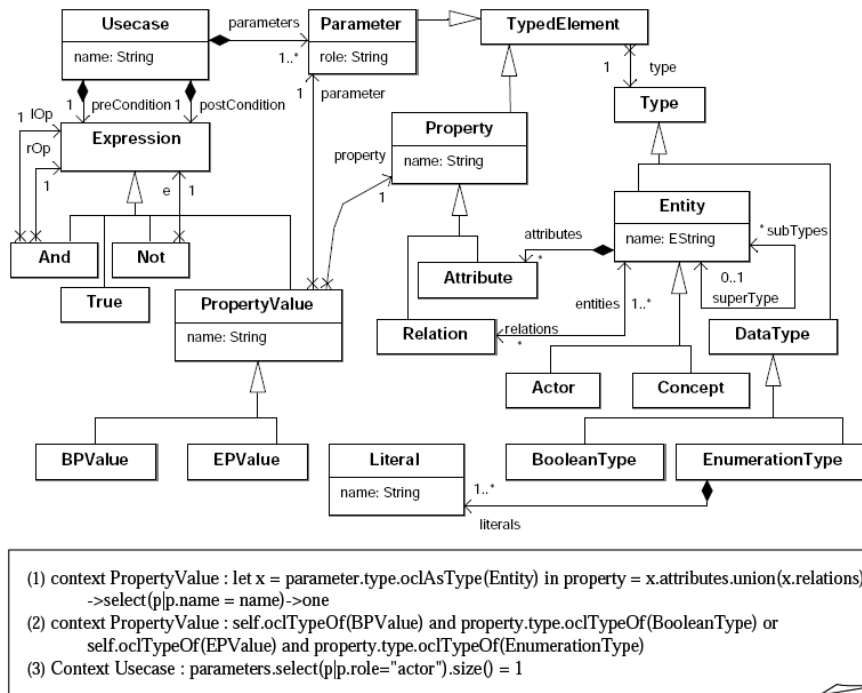 Usecase
name: String
parameters
1..*
Parameter
role: String
TypedElement
1
type
Type
1
preCondition
1
postCondition
1
parameter
1
lOp
rOp
1
Expression
e
1
property
1
Property
name: String
And
Not
True
PropertyValue
name: String
attributes
*
Attribute
Entity
name: EString
*
subTypes
0..1
superType
entities
1..*
Relation
relations
*
DataType
Actor
Concept
BPValue
EPValue
Literal
name: String
1..*
literals
BooleanType
EnumerationType
(1) context PropertyValue : let x = parameter.type.oclAsType(Entity) in property = x.attributes.union(x.relations)
->select(p|p.name = name)->one
(2) context PropertyValue : self.oclTypeOf(BPValue) and property.type.oclTypeOf(BooleanType) or
self.oclTypeOf(EPValue) and property.type.oclTypeOf(EnumerationType)
(3) Context Usecase : parameters.select(p|p.role="actor").size() = 1